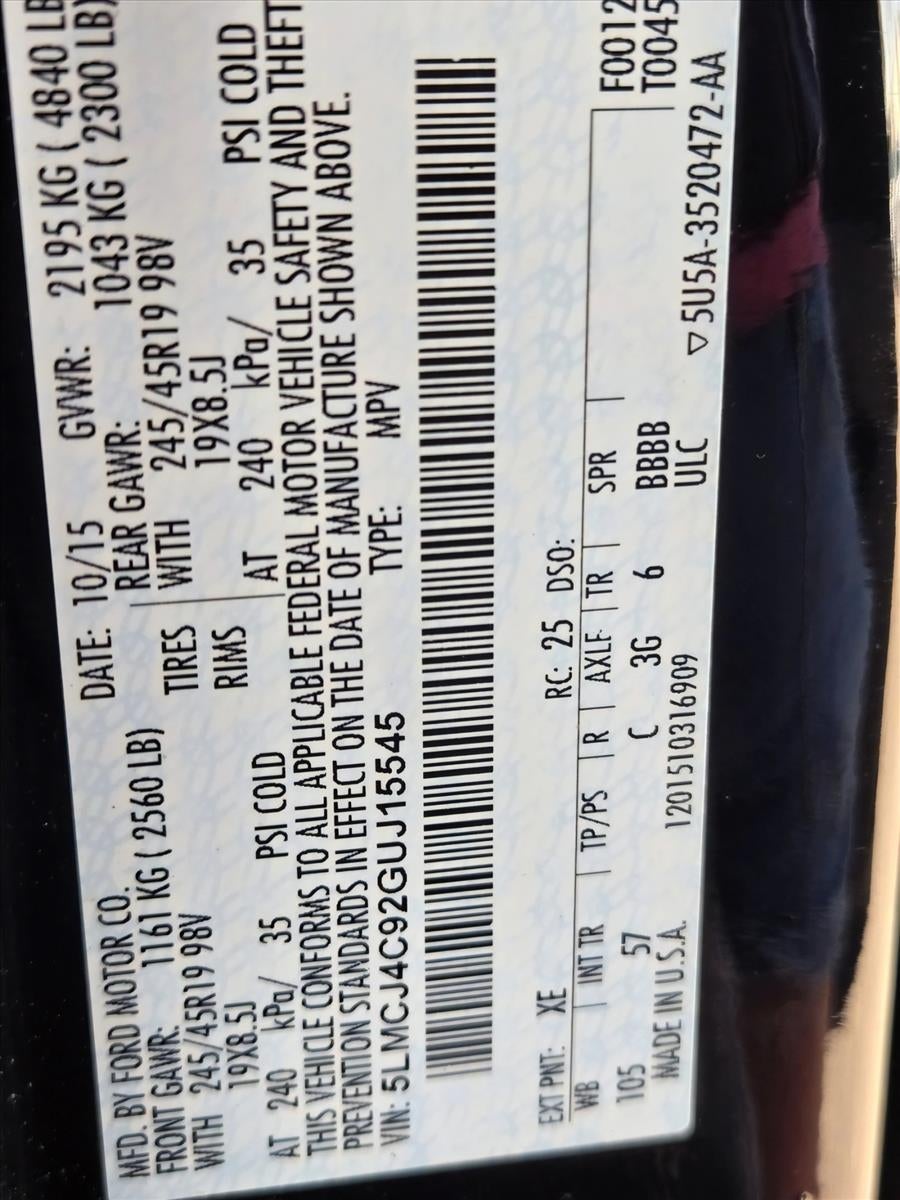 MFD. BY FORD MOTOR CO.
DATE: 10/15 GVWR: 2195 KG ( 4840 LB
FRONT GAWR: 1161 KG ( 2560 LB)
REAR GAWR: 1043 KG ( 2300 LB)
WITH 245/45R19 98V TIRES WITH 245/45R19 98V
19X8.5J RIMS 19X8.5J
AT 240 kPa/ 35 PSI COLD AT 240 kPa/ 35 PSI COLD
THIS VEHICLE CONFORMS TO ALL APPLICABLE FEDERAL MOTOR VEHICLE SAFETY AND THEFT
PREVENTION STANDARDS IN EFFECT ON THE DATE OF MANUFACTURE SHOWN ABOVE.
VIN: 5LMCJ4C92GUJ15545 TYPE: MPV
EXT PNT: XE RC: 25 DSO:
WB INT TR TP/PS R AXLE TR SPR
F0012
T0045
105 57 C 3G 6 BBBB
ULC
MADE IN U.S.A. 120151031 6909
▽5U5A-3520472-AA